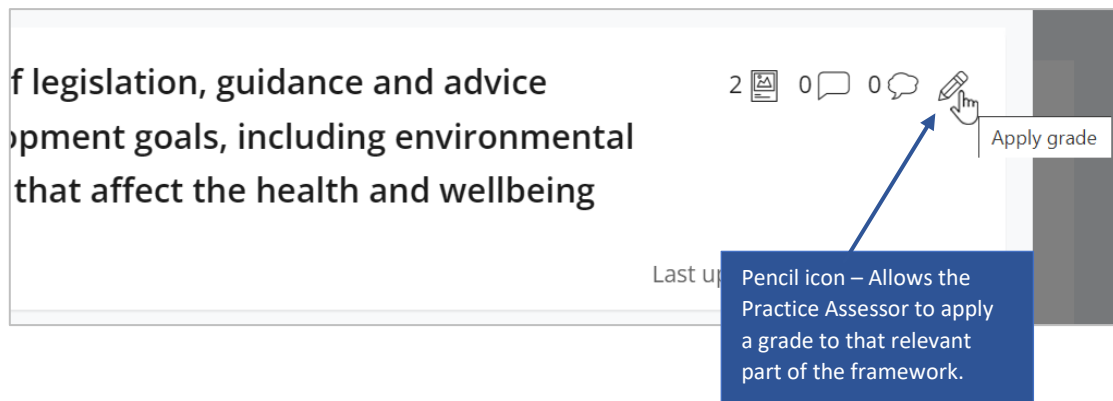 f legislation, guidance and advice
2 0 0
opment goals, including environmental
Apply grade
that affect the health and wellbeing
Last up
Pencil icon – Allows the
Practice Assessor to apply
a grade to that relevant
part of the framework.